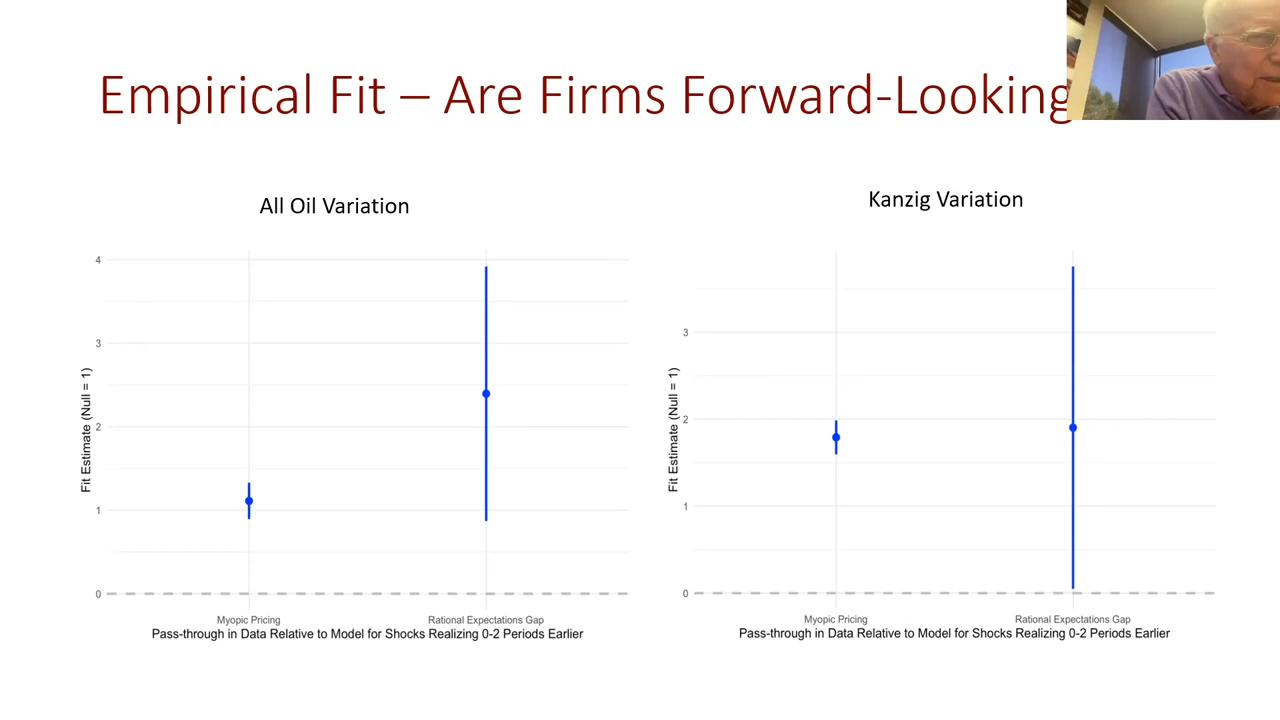 Empirical Fit – Are Firms Forward-Looking
All Oil Variation
Kanzig Variation
Fit Estimate (Null = 1)
4
3
2
1
0
Myopic Pricing
Rational Expectations Gap
Pass-through in Data Relative to Model for Shocks Realizing 0-2 Periods Earlier
Fit Estimate (Null = 1)
3
2
1
0
Myopic Pricing
Rational Expectations Gap
Pass-through in Data Relative to Model for Shocks Realizing 0-2 Periods Earlier